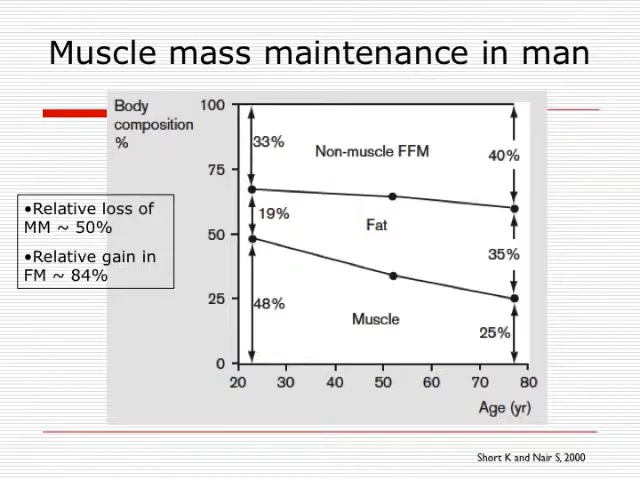 Muscle mass maintenance in man
Body
composition
%
100
75
50
25
0
20 30 40 50 60 70 80
Age (yr)
33%
19%
48%
Non-muscle FFM
Fat
Muscle
40%
35%
25%
•Relative loss of
MM ~ 50%
•Relative gain in
FM ~ 84%
Short K and Nair S, 2000